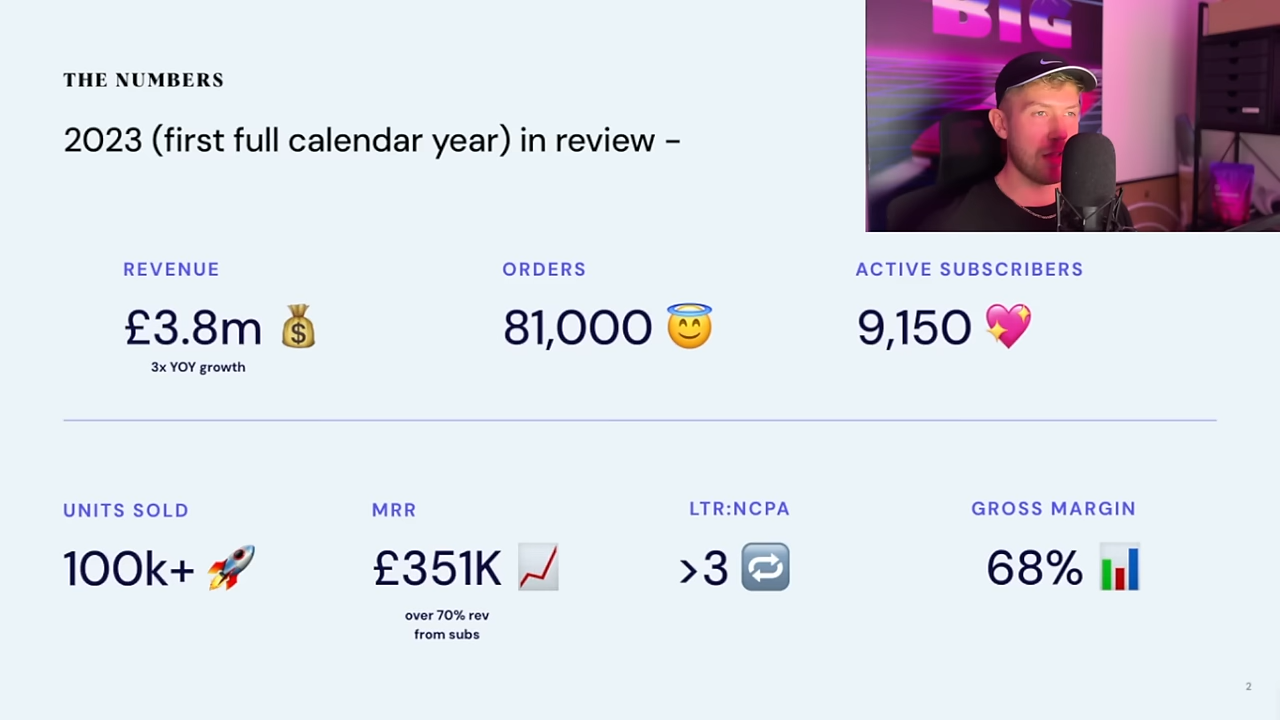 BIG
THE NUMBERS
2023 (first full calendar year) in review -
REVENUE
£3.8m
3x YOY growth
ORDERS
81,000
ACTIVE SUBSCRIBERS
9,150
UNITS SOLD
100k+
MRR
£351K
over 70% rev
from subs
LTR:NCPA
>3
GROSS MARGIN
68%
2